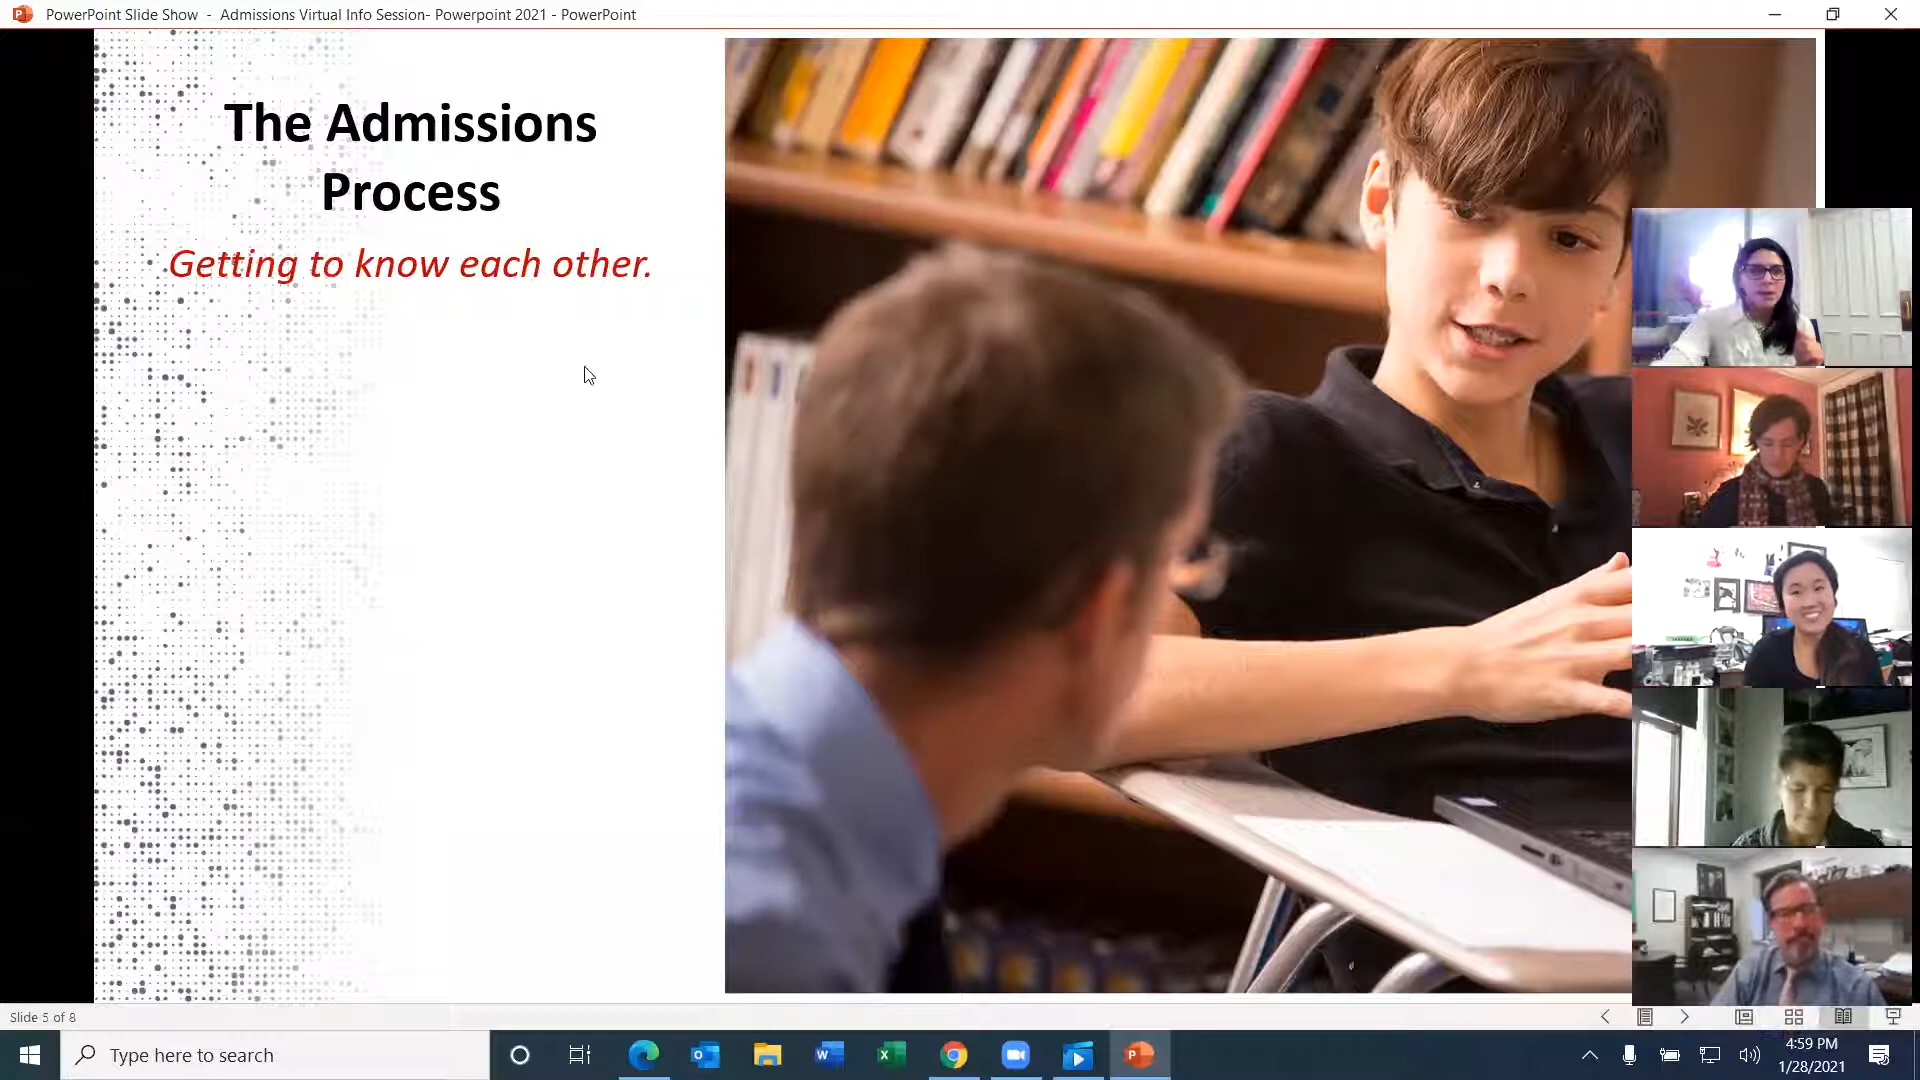 PowerPoint Slide Show - Admissions Virtual Info Session- Powerpoint 2021 - PowerPoint
The Admissions
Process
Getting to know each other.
Slide 5 of 8
Type here to search
4:59 PM
1/28/2021